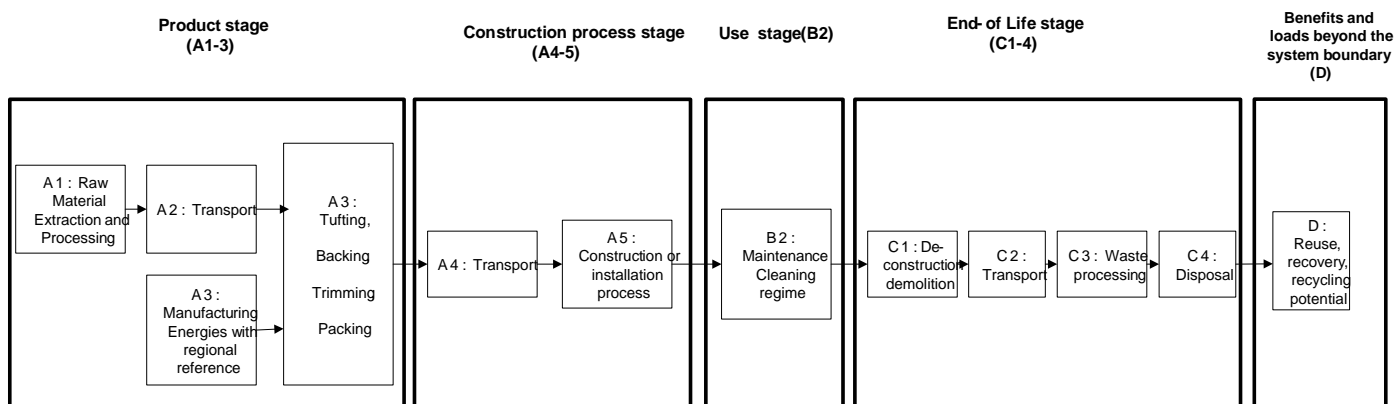 Product stage
(A1-3)
Construction process stage
(A4-5)
Use stage(B2)
End- of Life stage
(C1-4)
Benefits and
loads beyond the
system boundary
(D)
A1: Raw
Material
Extraction and
Processing
A2: Transport
A3:
Manufacturing
Energies with
regional
reference
A3:
Tufting,
Backing
Trimming
Packing
A4: Transport
A5:
Construction or
installation
process
B2:
Maintenance
Cleaning
regime
C1: De-
construction
demolition
C2:
Transport
C3: Waste
processing
C4:
Disposal
D:
Reuse,
recovery,
recycling
potential